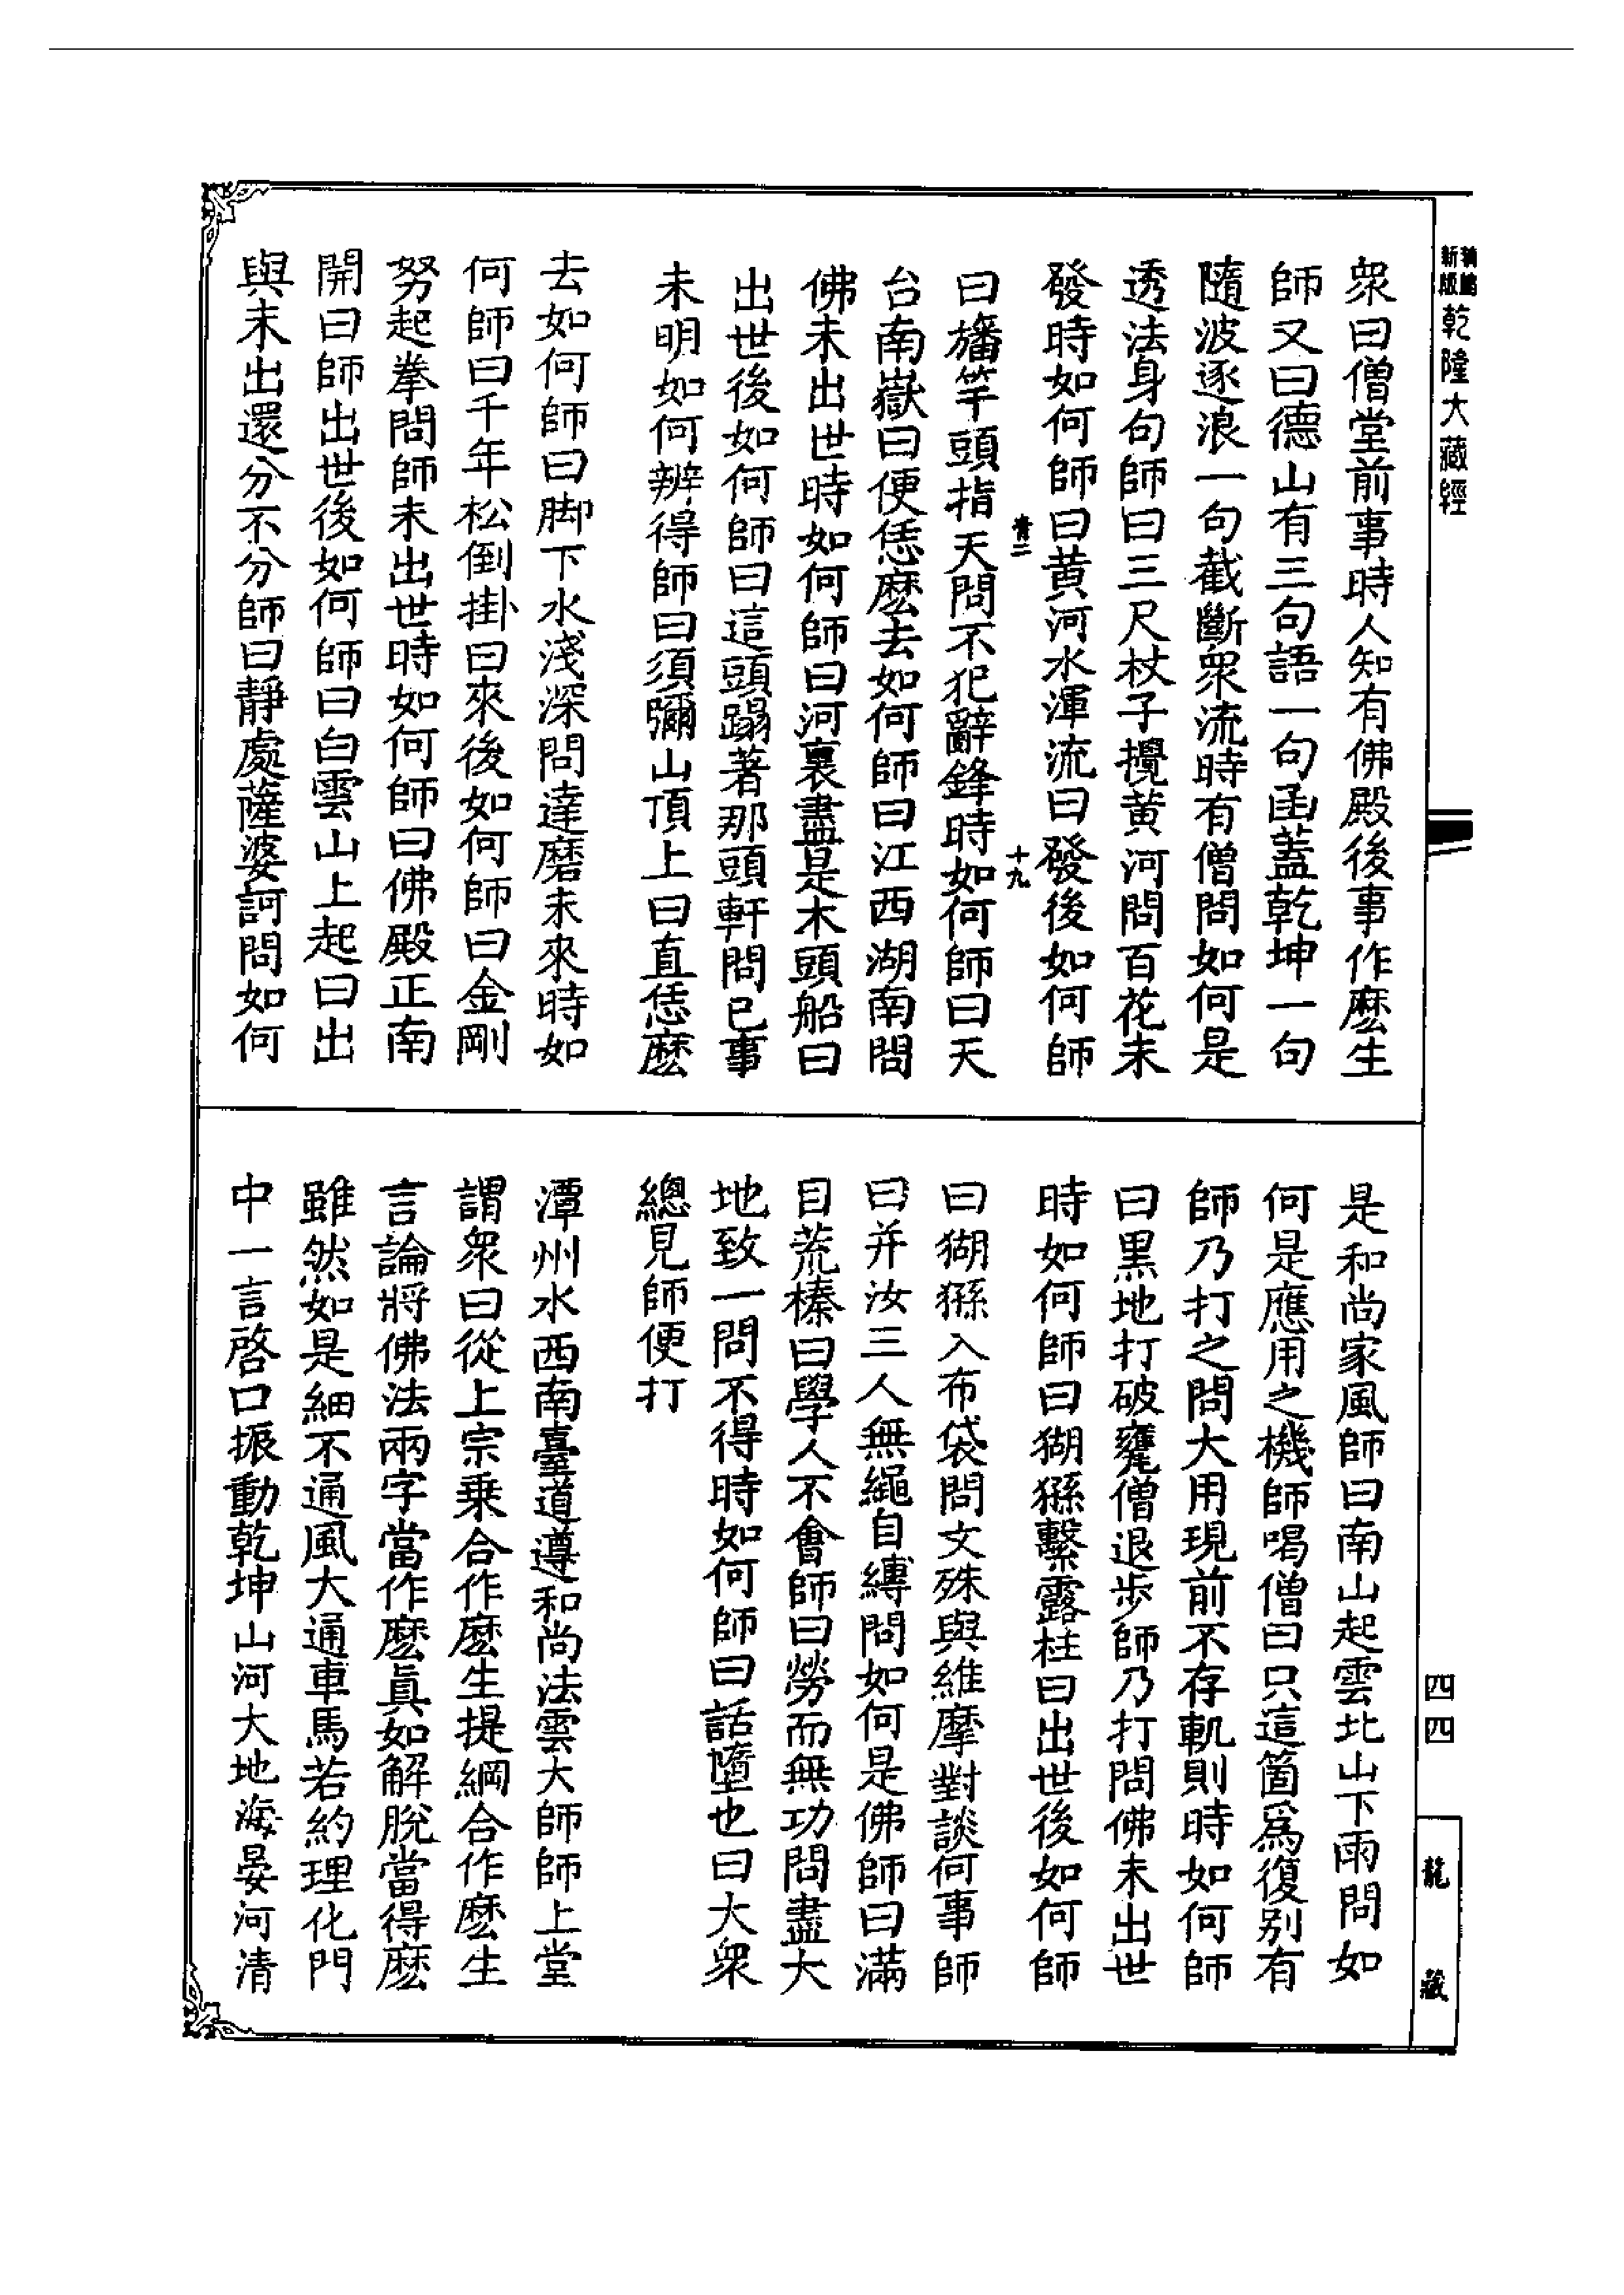 新版
乾隆大藏經
眾曰僧堂前事時人知有佛殿後事作麽生
師又曰德山有三句語一句函蓋乾坤一句
隨波逐浪一句截斷眾流時有僧問如何是
透法身句師曰三尺杖子攪黄河問百花未
發時如何師曰黄河水渾流曰發後如何師
十九
曰旛竿頭指天問不犯辭鋒時如何師曰天
台南嶽曰便恁麽去如何師曰江西湖南問
佛未出世時如何師曰河裏盡是木頭船曰
出世後如何師曰這頭蹋著那頭軒問已事
未明如何辨得師曰須彌山頂上曰直恁麽
去如何師曰脚下水淺深問達磨未來時如
何師曰千年松倒掛曰來後如何師曰金剛
努起拳問師未出世時如何師曰佛殿正南
開曰師出世後如何師曰白雲山上起曰出
與未出還分不分師曰靜處薩婆訶問如何
是和尚家風師曰南山起雲北山下雨問如
何是應用之機師喝僧曰只這箇爲復别有
師乃打之問大用現前不存軌則時如何師
曰黑地打破甕僧退步師乃打問佛未出世
時如何師曰猢猻繫露柱曰出世後如何師
曰猢猻入布袋問文殊與維摩對談何事師
曰并汝三人無繩自縛問如何是佛師曰滿
目荒榛曰學人不會師曰勞而無功問盡大
地致一問不得時如何師曰話墮也曰大眾
總見師便打
潭州水西南臺道遵和尚法雲大師師上堂
謂眾曰從上宗乗合作麽生提綱合作麽生
言論將佛法兩字當作麽眞如解脫當得麽
雖然如是細不通風大通車馬若約理化門
中一言啓口振動乾坤山河大地海晏河清
四四
龍藏